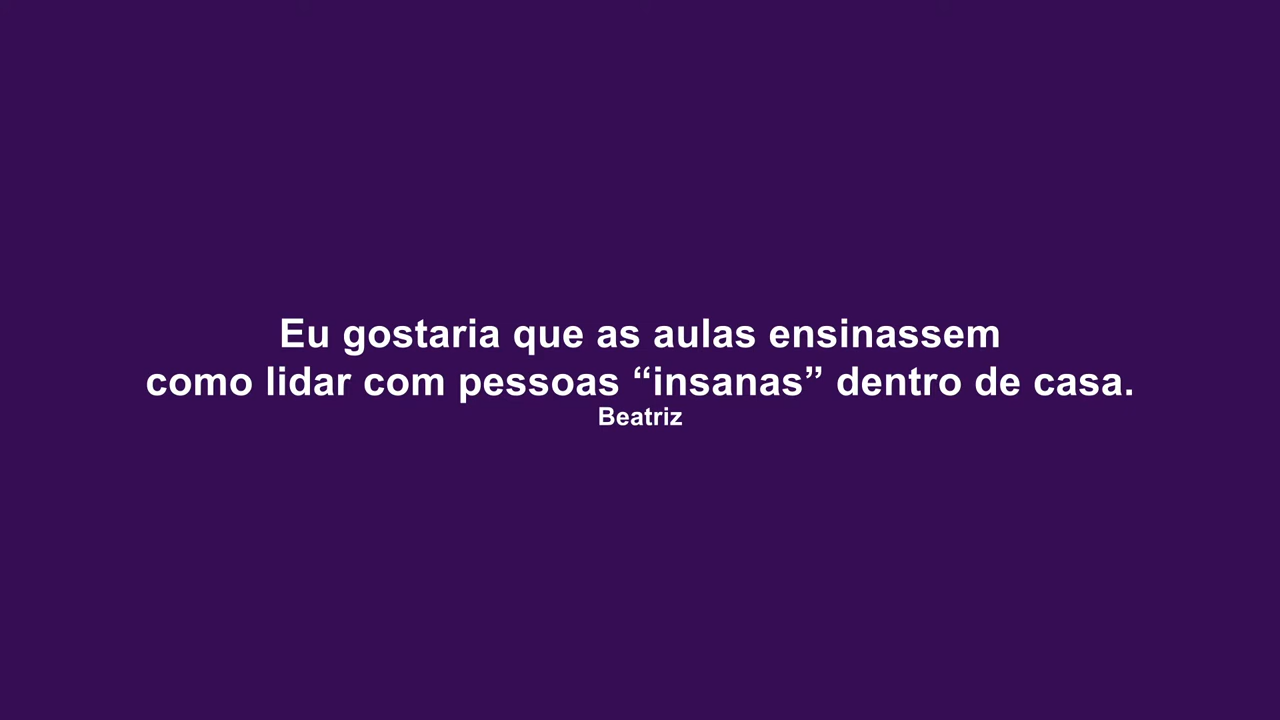 Eu gostaria que as aulas ensinassem
como lidar com pessoas “insanas” dentro de casa.
Beatriz